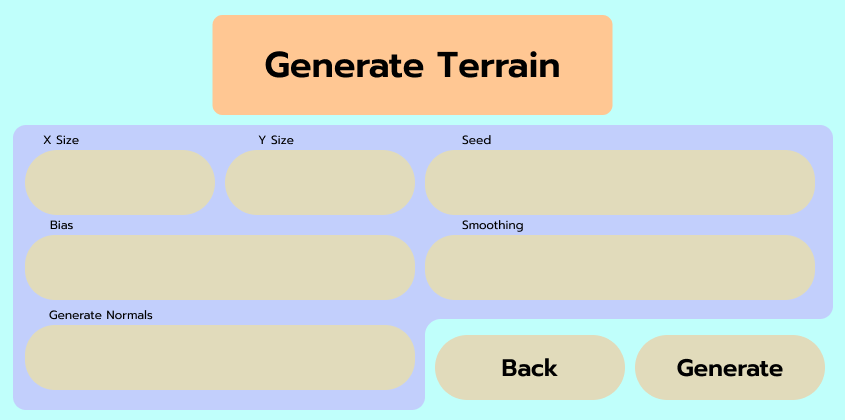 Generate Terrain
X Size
Y Size
Seed
Bias
Smoothing
Generate Normals
Back
Generate